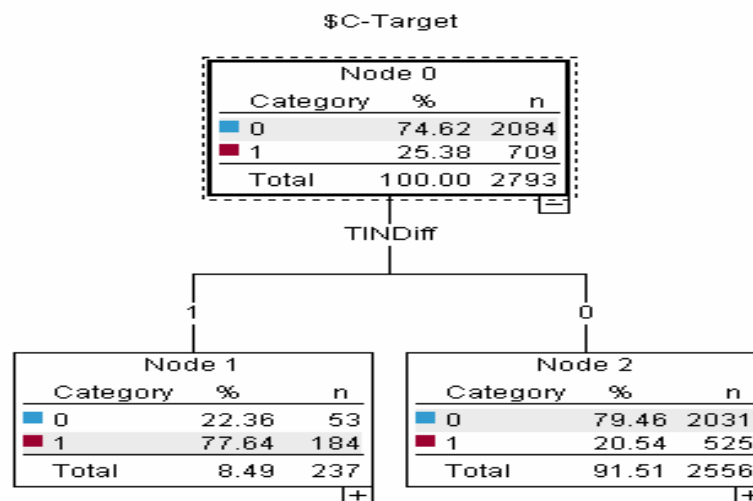 $C-Target
Node 0
Category % n
0 74.62 2084
1 25.38 709
Total 100.00 2793
TINDiff
1 0
Node 1
Category % n
0 22.36 53
1 77.64 184
Total 8.49 237
Node 2
Category % n
0 79.46 2031
1 20.54 525
Total 91.51 2556